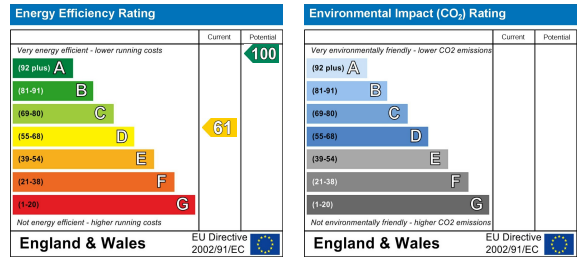 Energy Efficiency Rating
Current Potential
Very energy efficient - lower running costs
(92 plus) A
(81-91) B
(69-80) C
(55-68) D
(39-54) E
(21-38) F
(1-20) G
61
100
Not energy efficient - higher running costs
England & Wales
EU Directive
2002/91/EC
Environmental Impact (CO₂) Rating
Current Potential
Very environmentally friendly - lower CO2 emissions
(92 plus) A
(81-91) B
(69-80) C
(55-68) D
(39-54) E
(21-38) F
(1-20) G
Not environmentally friendly - higher CO2 emissions
England & Wales
EU Directive
2002/91/EC